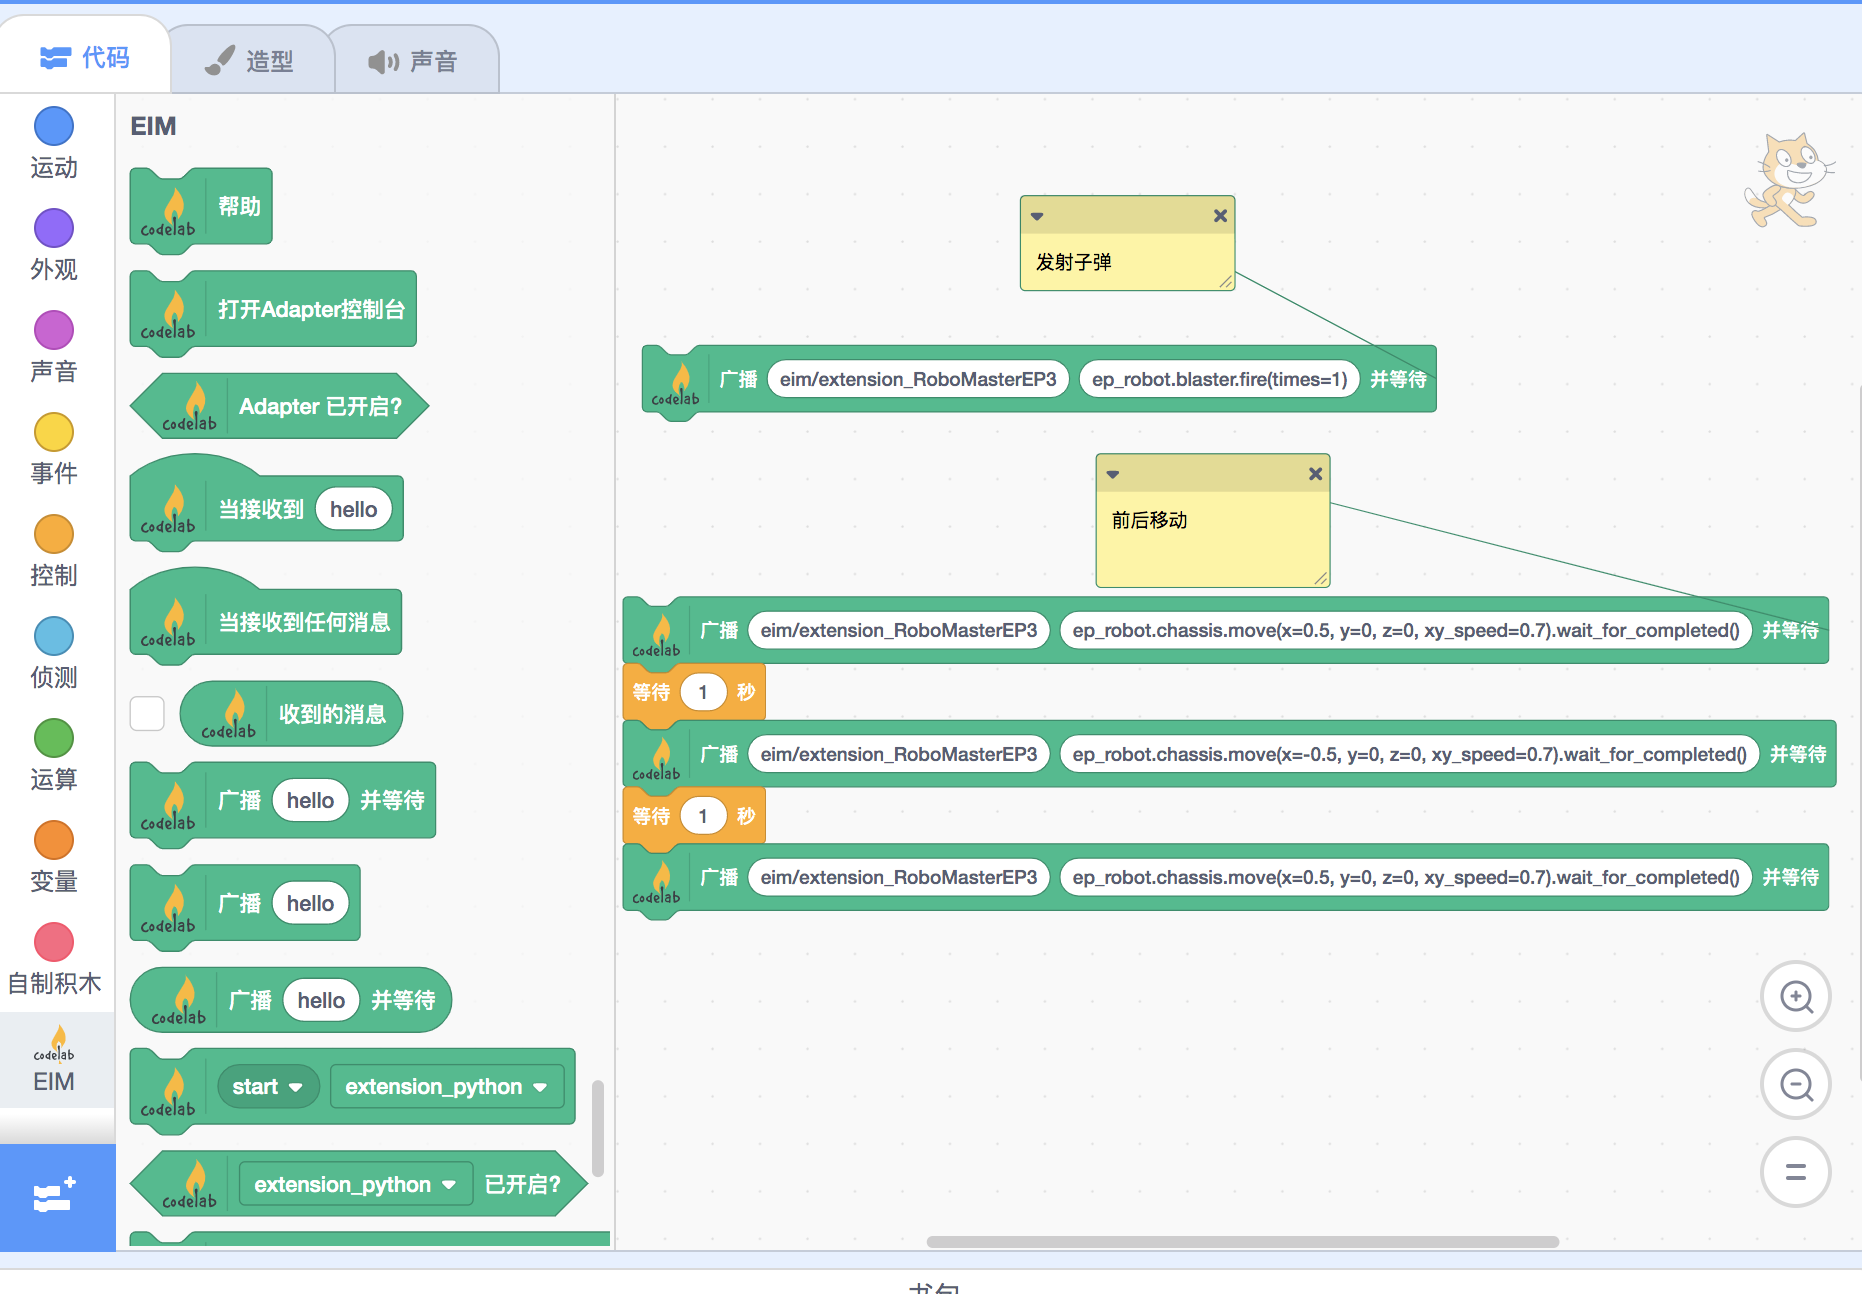 代码
造型
声音
运动
外观
声音
事件
控制
侦测
运算
变量
自制积木
codelab
EIM
EIM
codelab 帮助
codelab 打开Adapter控制台
codelab Adapter 已开启?
codelab 当接收到 hello
codelab 当接收到任何消息
codelab 收到的消息
codelab 广播 hello 并等待
codelab 广播 hello
codelab 广播 hello 并等待
codelab start extension_python
codelab extension_python 已开启?
发射子弹
codelab 广播 eim/extension_RoboMasterEP3 ep_robot.blaster.fire(times=1) 并等待
前后移动
codelab 广播 eim/extension_RoboMasterEP3 ep_robot.chassis.move(x=0.5, y=0, z=0, xy_speed=0.7).wait_for_completed() 并等待
等待 1 秒
codelab 广播 eim/extension_RoboMasterEP3 ep_robot.chassis.move(x=-0.5, y=0, z=0, xy_speed=0.7).wait_for_completed() 并等待
等待 1 秒
codelab 广播 eim/extension_RoboMasterEP3 ep_robot.chassis.move(x=0.5, y=0, z=0, xy_speed=0.7).wait_for_completed() 并等待